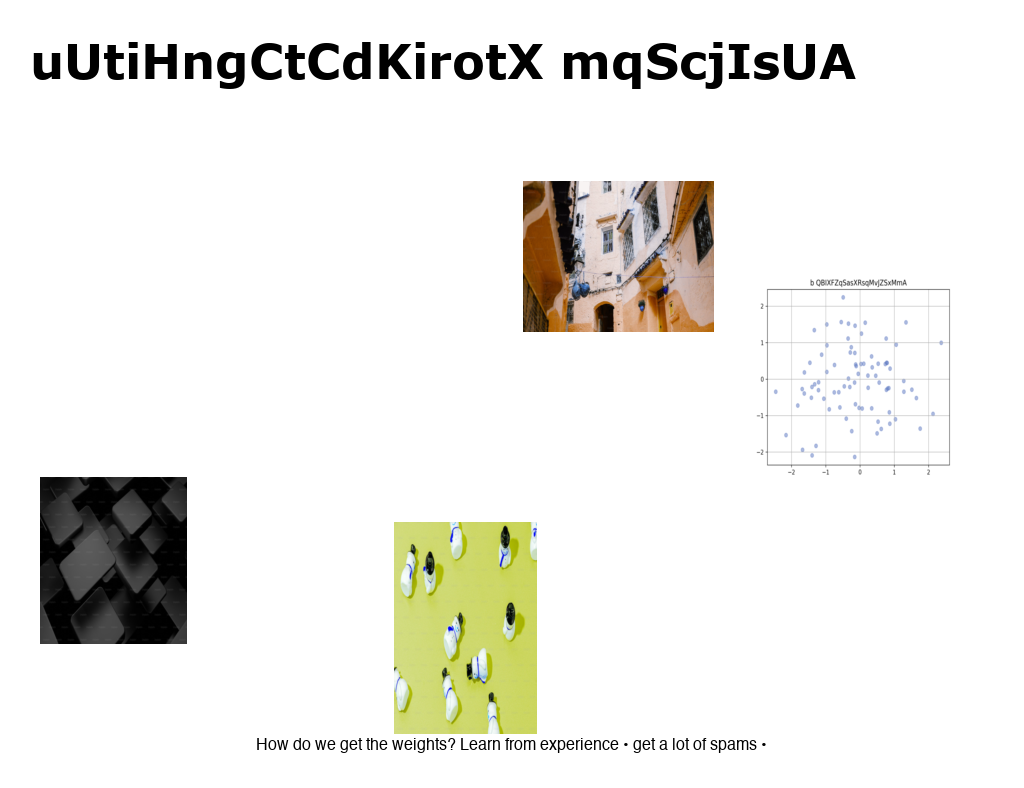 uUtiHngCtCdKirotX mqScjIsUA
b QBIXFZqSasXRsqMvJZSxMmA
2
1
0
−1
−2
−2 −1 0 1 2
How do we get the weights? Learn from experience • get a lot of spams •